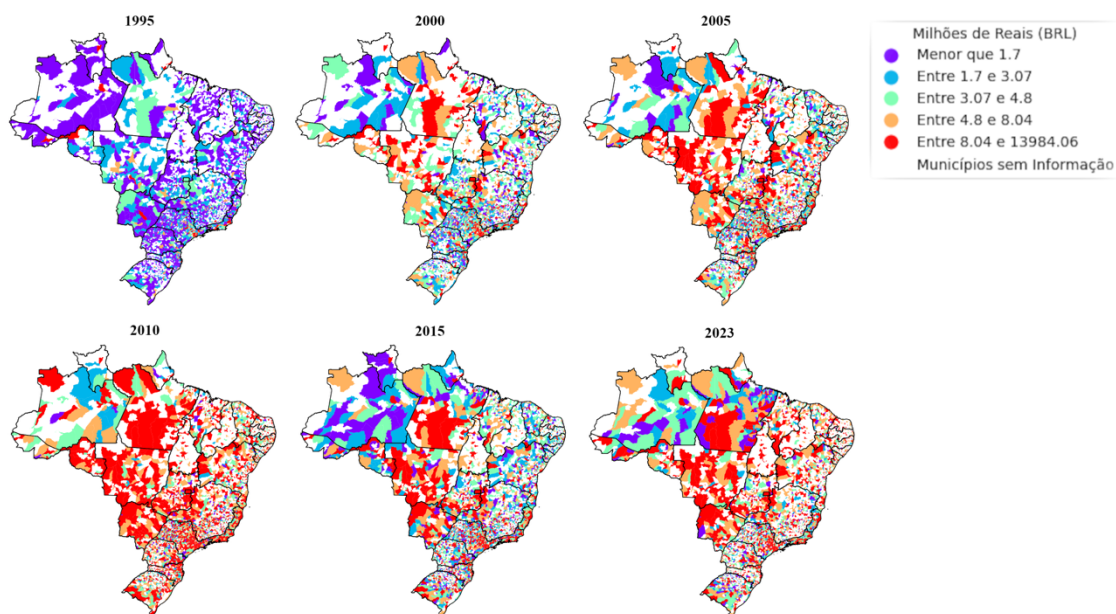 1995
2000
2005
Milhões de Reais (BRL)
Menor que 1.7
Entre 1.7 e 3.07
Entre 3.07 e 4.8
Entre 4.8 e 8.04
Entre 8.04 e 13984.06
Municípios sem Informação
2010
2015
2023